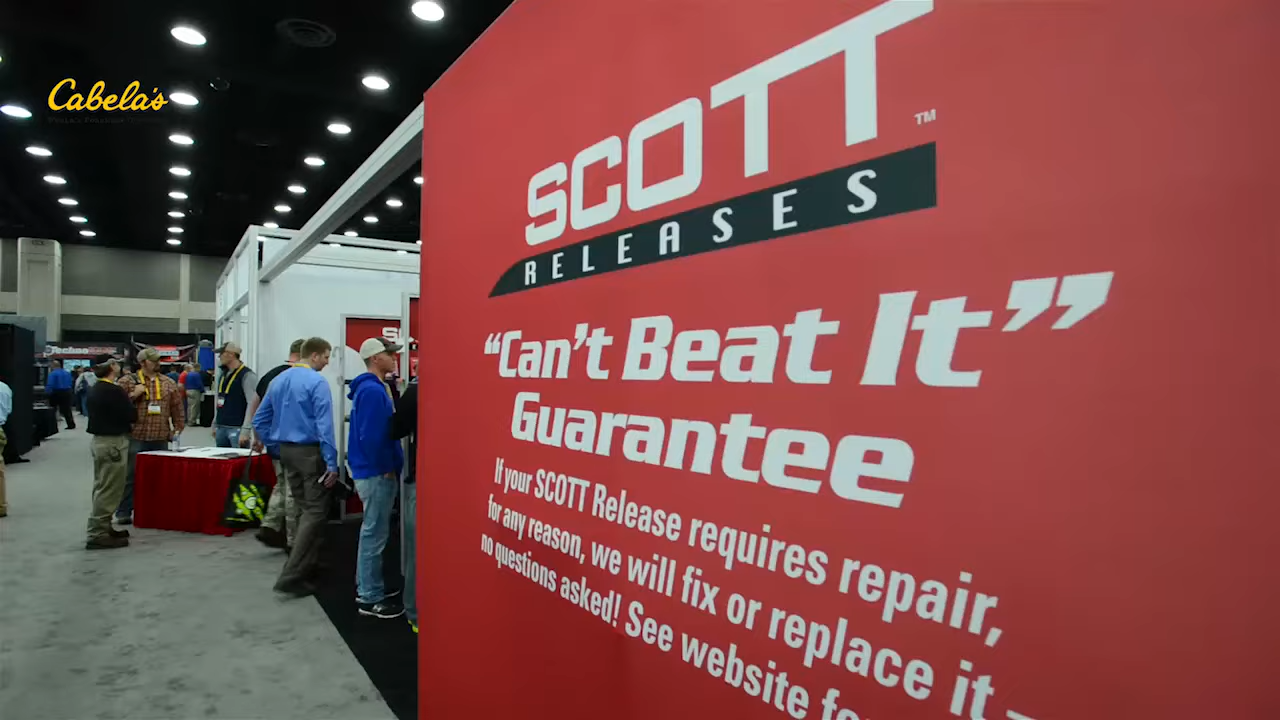 Cabela's
SCOTT
TM
RELEASES
“Can't Beat It”
Guarantee
If your SCOTT Release requires repair,
for any reason, we will fix or replace it –
no questions asked! See website